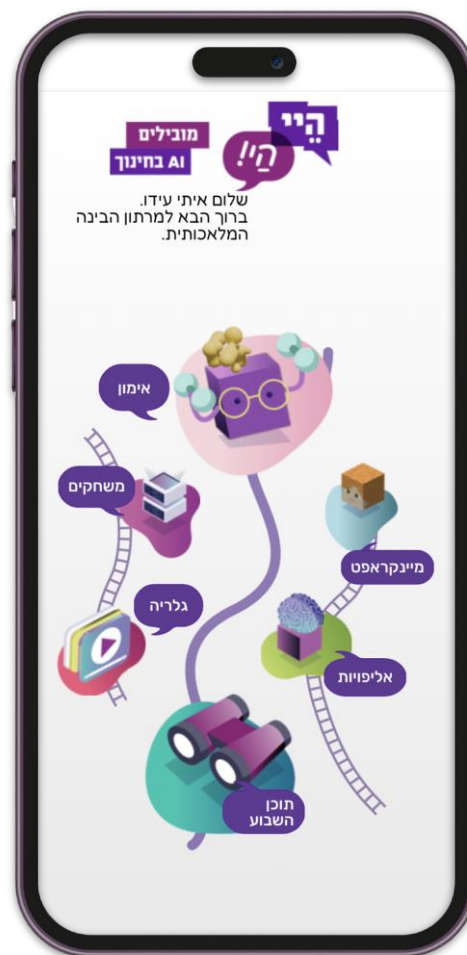 הֵיי
הַי!
מובילים
AI בחינוך
שלום איתי עידו.
ברוך הבא למרתון הבינה
המלאכותית.
אימון
משחקים
מיינקראפט
גלריה
אליפויות
תוכן
השבוע